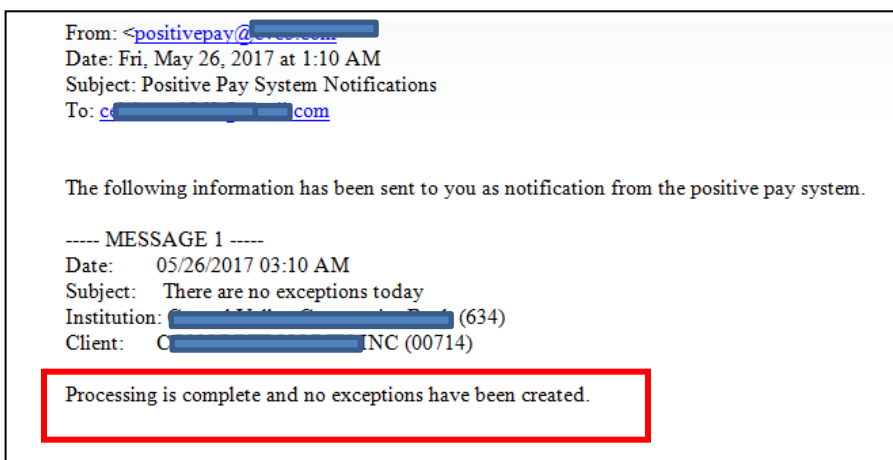 From: <positivepay@
Date: Fri, May 26, 2017 at 1:10 AM
Subject: Positive Pay System Notifications
To: com
The following information has been sent to you as notification from the positive pay system.
----- MESSAGE 1 -----
Date: 05/26/2017 03:10 AM
Subject: There are no exceptions today
Institution: (634)
Client: INC (00714)
Processing is complete and no exceptions have been created.